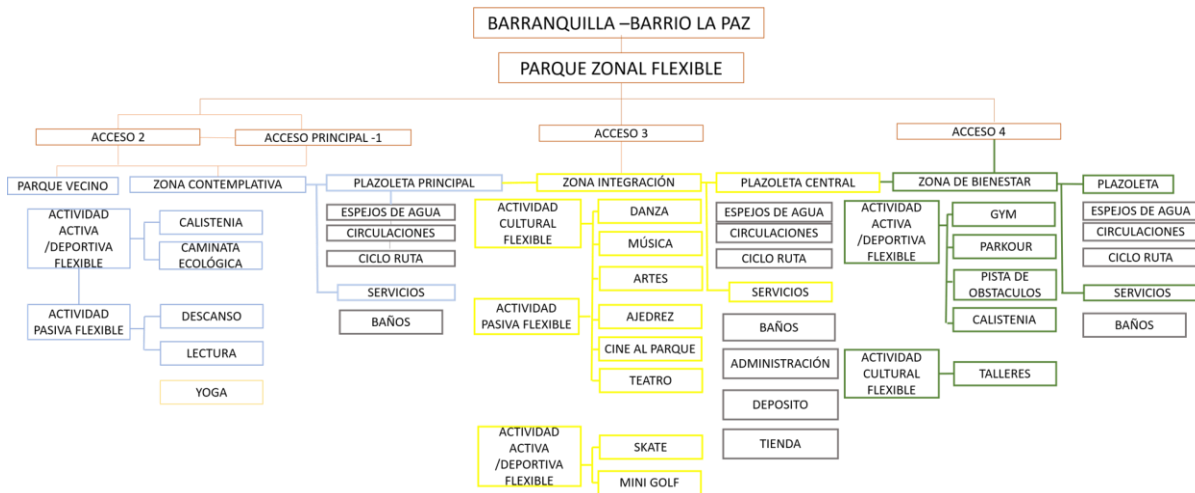 BARRANQUILLA –BARRIO LA PAZ
PARQUE ZONAL FLEXIBLE
ACCESO 2
ACCESO PRINCIPAL -1
ACCESO 3
ACCESO 4
PARQUE VECINO
ZONA CONTEMPLATIVA
PLAZOLETA PRINCIPAL
ZONA INTEGRACIÓN
PLAZOLETA CENTRAL
ZONA DE BIENESTAR
PLAZOLETA
ACTIVIDAD
ACTIVA
/DEPORTIVA
FLEXIBLE
CALISTENIA
CAMINATA
ECOLÓGICA
ACTIVIDAD
PASIVA FLEXIBLE
DESCANSO
LECTURA
YOGA
ESPEJOS DE AGUA
CIRCULACIONES
CICLO RUTA
SERVICIOS
BAÑOS
ACTIVIDAD
CULTURAL
FLEXIBLE
DANZA
MÚSICA
ARTES
ACTIVIDAD
PASIVA FLEXIBLE
AJEDREZ
CINE AL PARQUE
TEATRO
ACTIVIDAD
ACTIVA
/DEPORTIVA
FLEXIBLE
SKATE
MINI GOLF
ESPEJOS DE AGUA
CIRCULACIONES
CICLO RUTA
SERVICIOS
BAÑOS
ADMINISTRACIÓN
DEPOSITO
TIENDA
ACTIVIDAD
ACTIVA
/DEPORTIVA
FLEXIBLE
GYM
PARKOUR
PISTA DE
OBSTACULOS
CALISTENIA
ACTIVIDAD
CULTURAL
FLEXIBLE
TALLERES
ESPEJOS DE AGUA
CIRCULACIONES
CICLO RUTA
SERVICIOS
BAÑOS